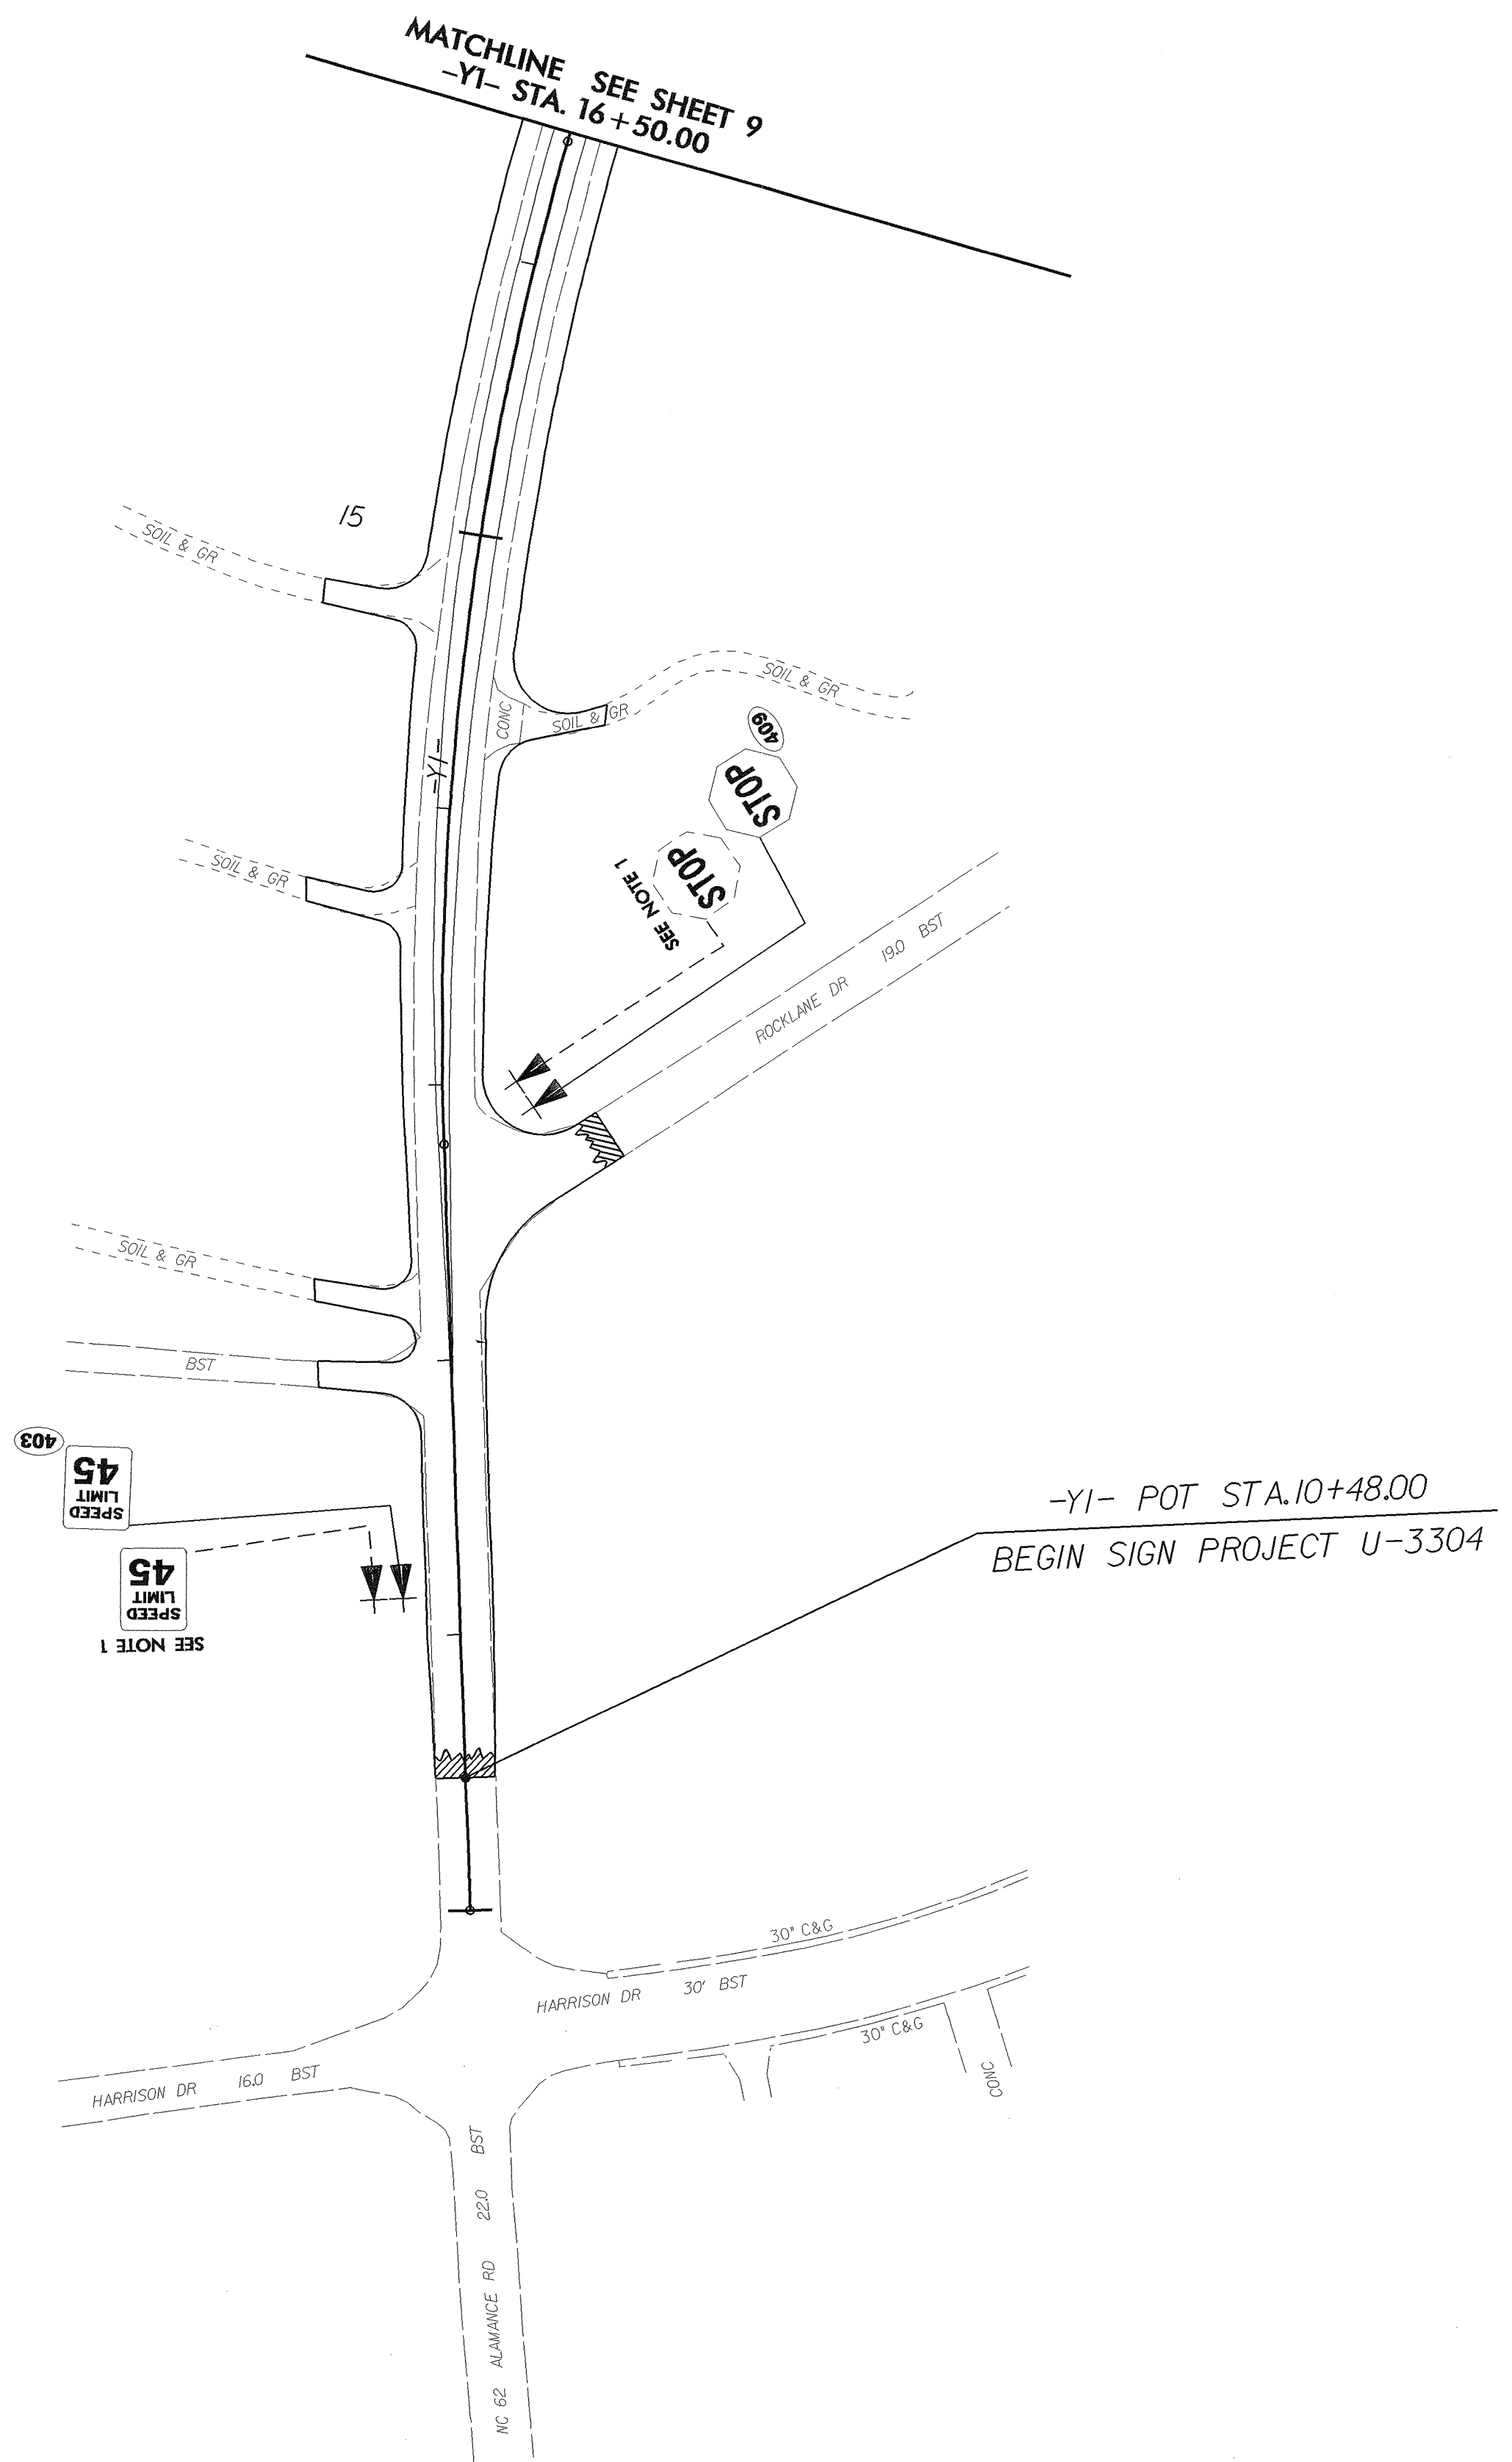 MATCHLINE SEE SHEET 9
-Y1- STA. 16+50.00
15
SOIL & GR
SOIL & GR
CONC
SOIL & GR
-Y1-
409
STOP
STOP
SEE NOTE 1
SOIL & GR
19.0 BST
ROCKLANE DR
SOIL & GR
BST
403
SPEED
LIMIT
45
SPEED
LIMIT
45
SEE NOTE 1
-Y1- POT STA.10+48.00
BEGIN SIGN PROJECT U-3304
30" C&G
HARRISON DR 30' BST
30" C&G
CONC
HARRISON DR 16.0 BST
NC 62 ALAMANCE RD 22.0 BST